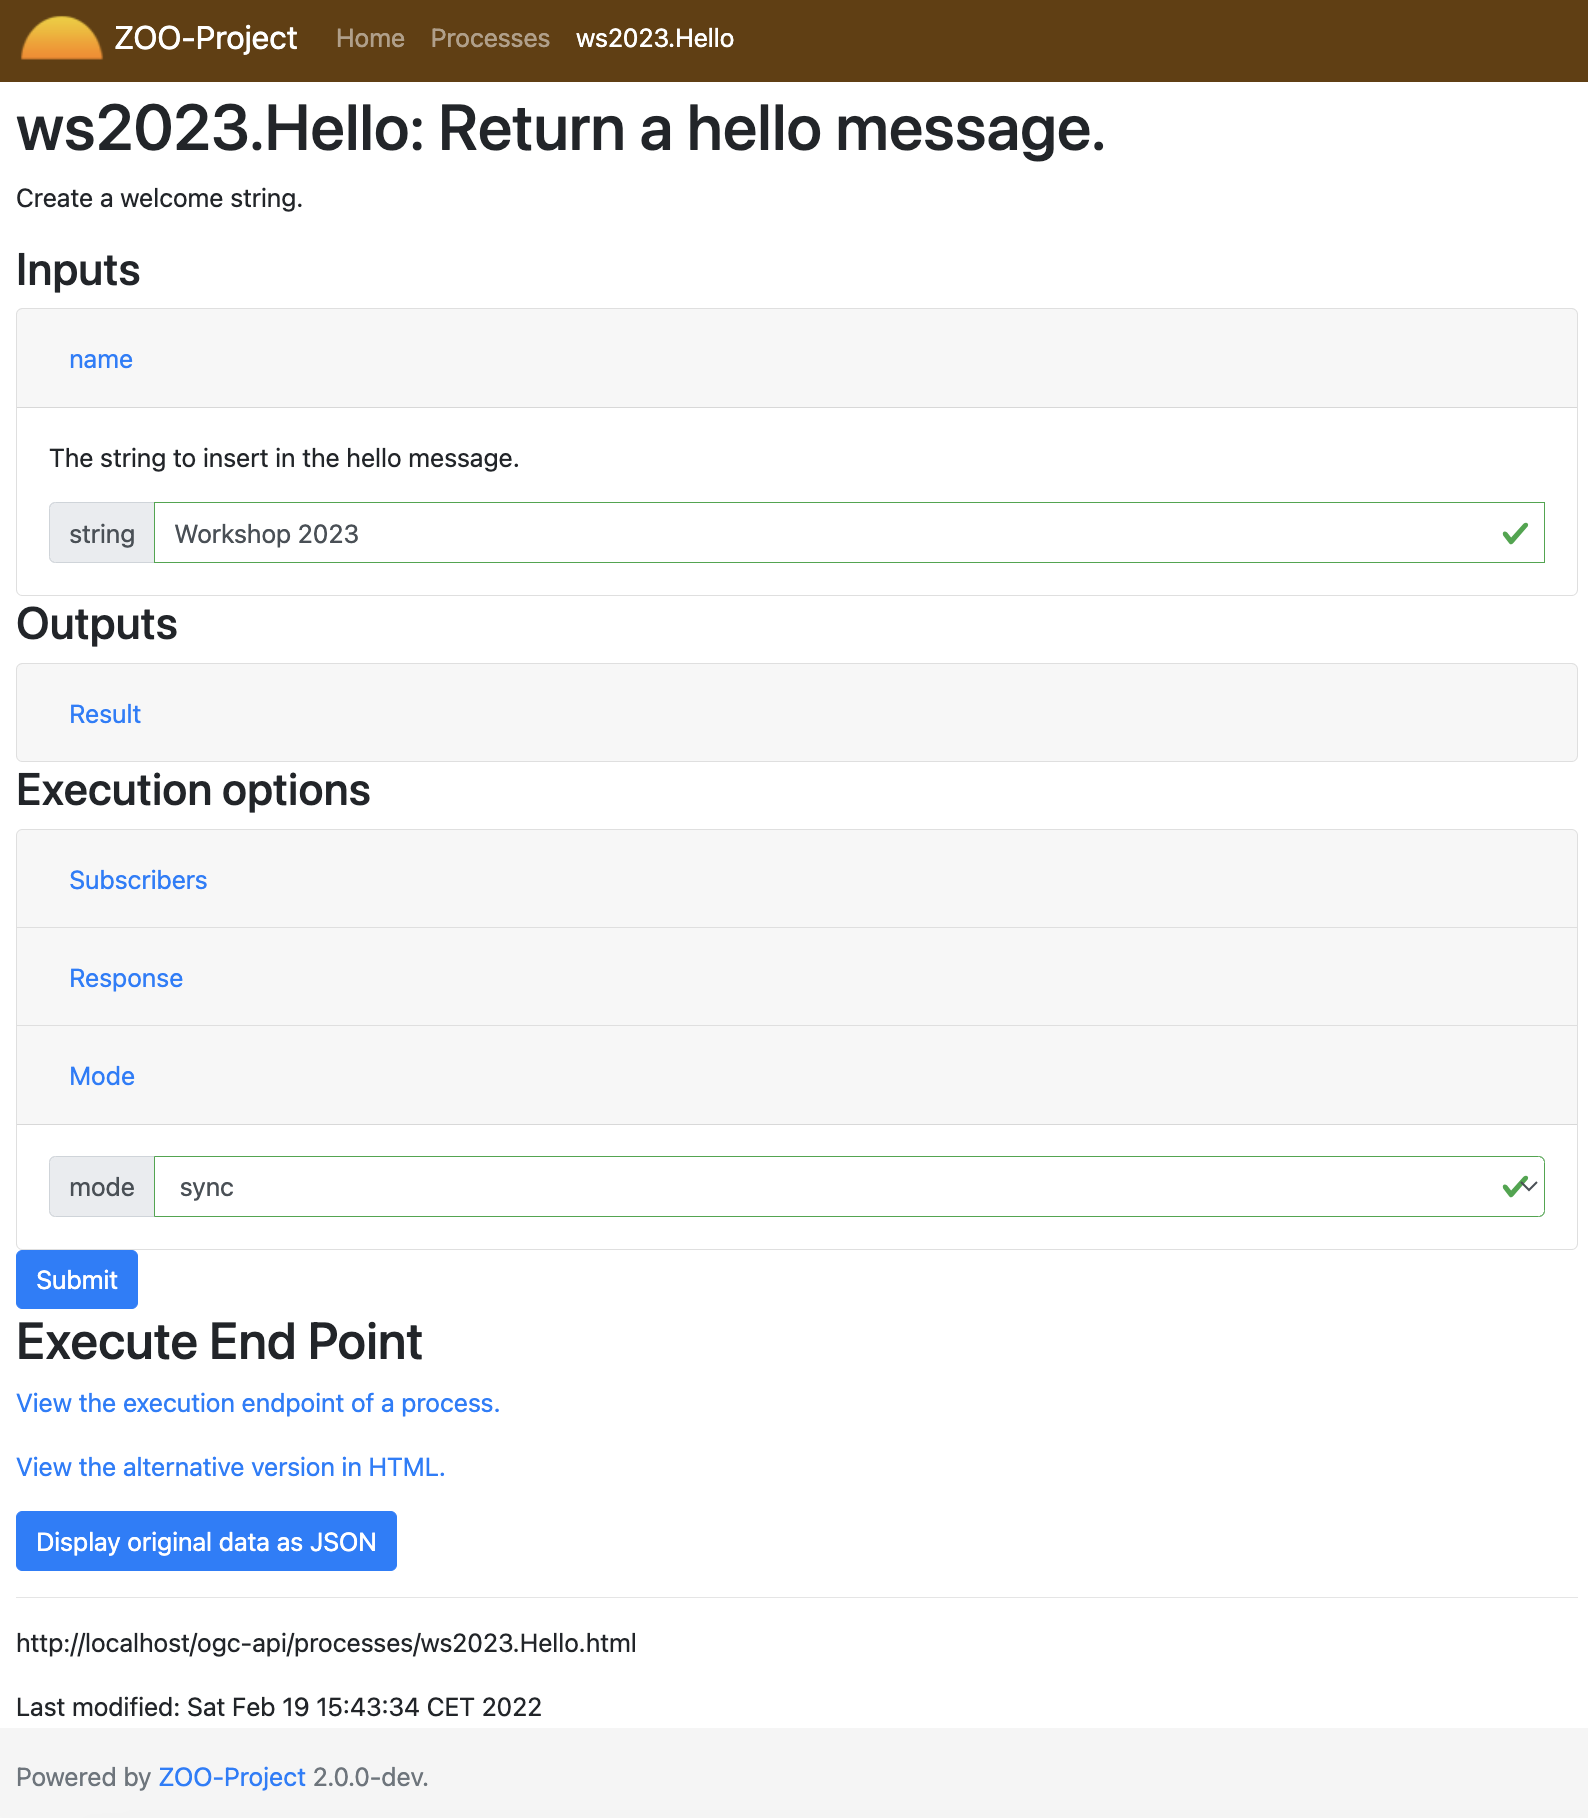 ZOO-Project Home Processes ws2023.Hello
ws2023.Hello: Return a hello message.
Create a welcome string.
Inputs
name
The string to insert in the hello message.
string Workshop 2023
Outputs
Result
Execution options
Subscribers
Response
Mode
mode sync
Submit
Execute End Point
View the execution endpoint of a process.
View the alternative version in HTML.
Display original data as JSON
http://localhost/ogc-api/processes/ws2023.Hello.html
Last modified: Sat Feb 19 15:43:34 CET 2022
Powered by ZOO-Project 2.0.0-dev.